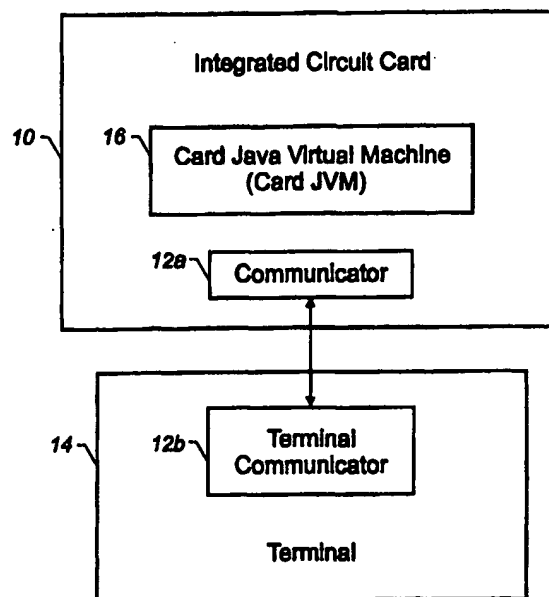 Integrated Circuit Card
10
16
Card Java Virtual Machine
(Card JVM)
12a
Communicator
14
12b
Terminal
Communicator
Terminal